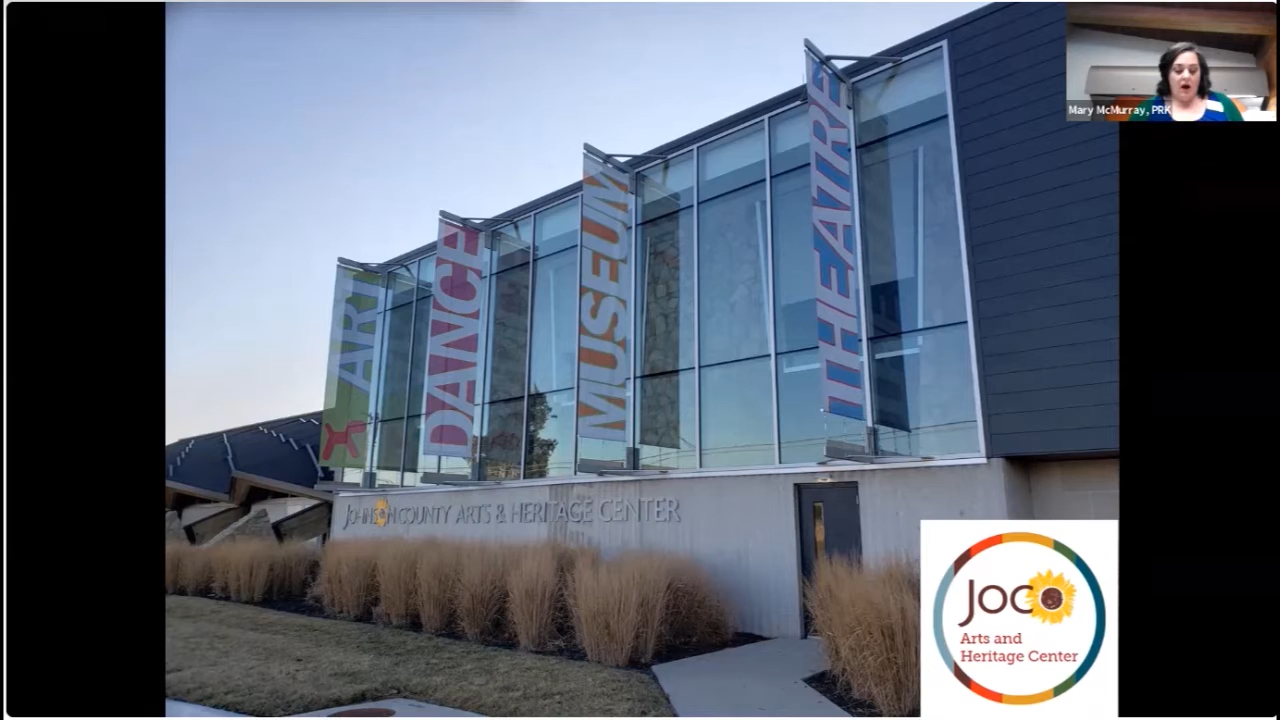 Mary McMurray, PRK
ART
DANCE
MUSEUM
THEATRE
JOHNSON COUNTY ARTS & HERITAGE CENTER
JOCO
Arts and
Heritage Center